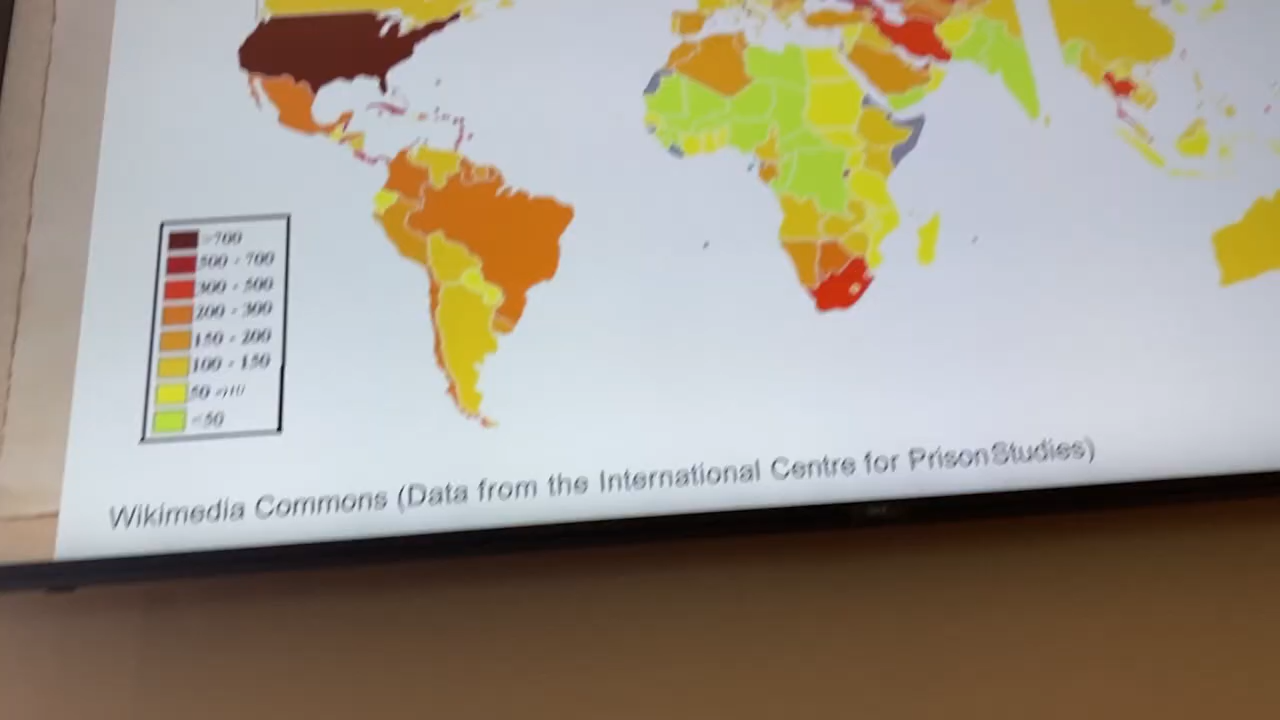 >700
500 - 700
300 - 500
200 - 300
150 - 200
100 - 150
50 -
<50
Wikimedia Commons (Data from the International Centre for Prison Studies)